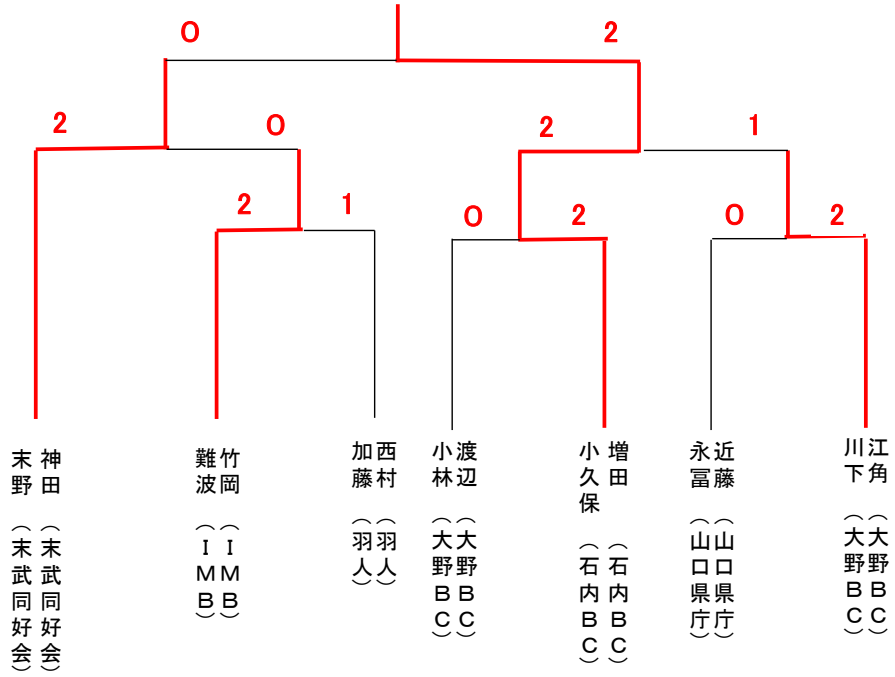 0 2
2 0 2 1
2 1 0 2 0 2
神田（末武同好会）
末野（末武同好会）
竹岡（ＩＭＢ）
難波（ＩＭＢ）
西村（羽人）
加藤（羽人）
渡辺（大野ＢＣ）
小林（大野ＢＣ）
増田（石内ＢＣ）
小久保（石内ＢＣ）
近藤（山口県庁）
永冨（山口県庁）
江角（大野ＢＣ）
川下（大野ＢＣ）